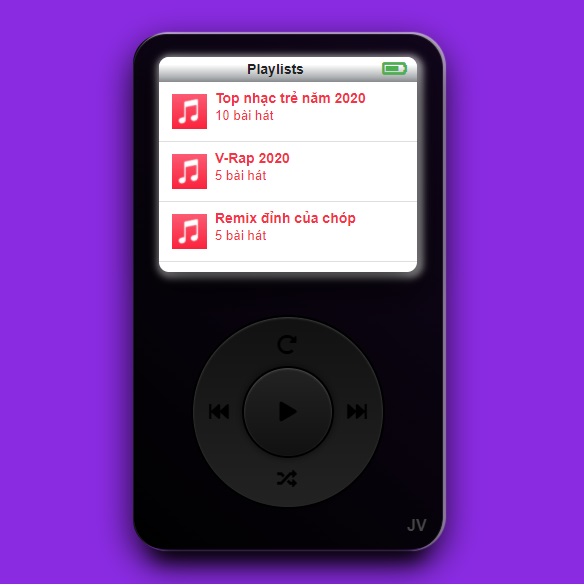 Playlists
Top nhạc trẻ năm 2020
10 bài hát
V-Rap 2020
5 bài hát
Remix đỉnh của chóp
5 bài hát
JV